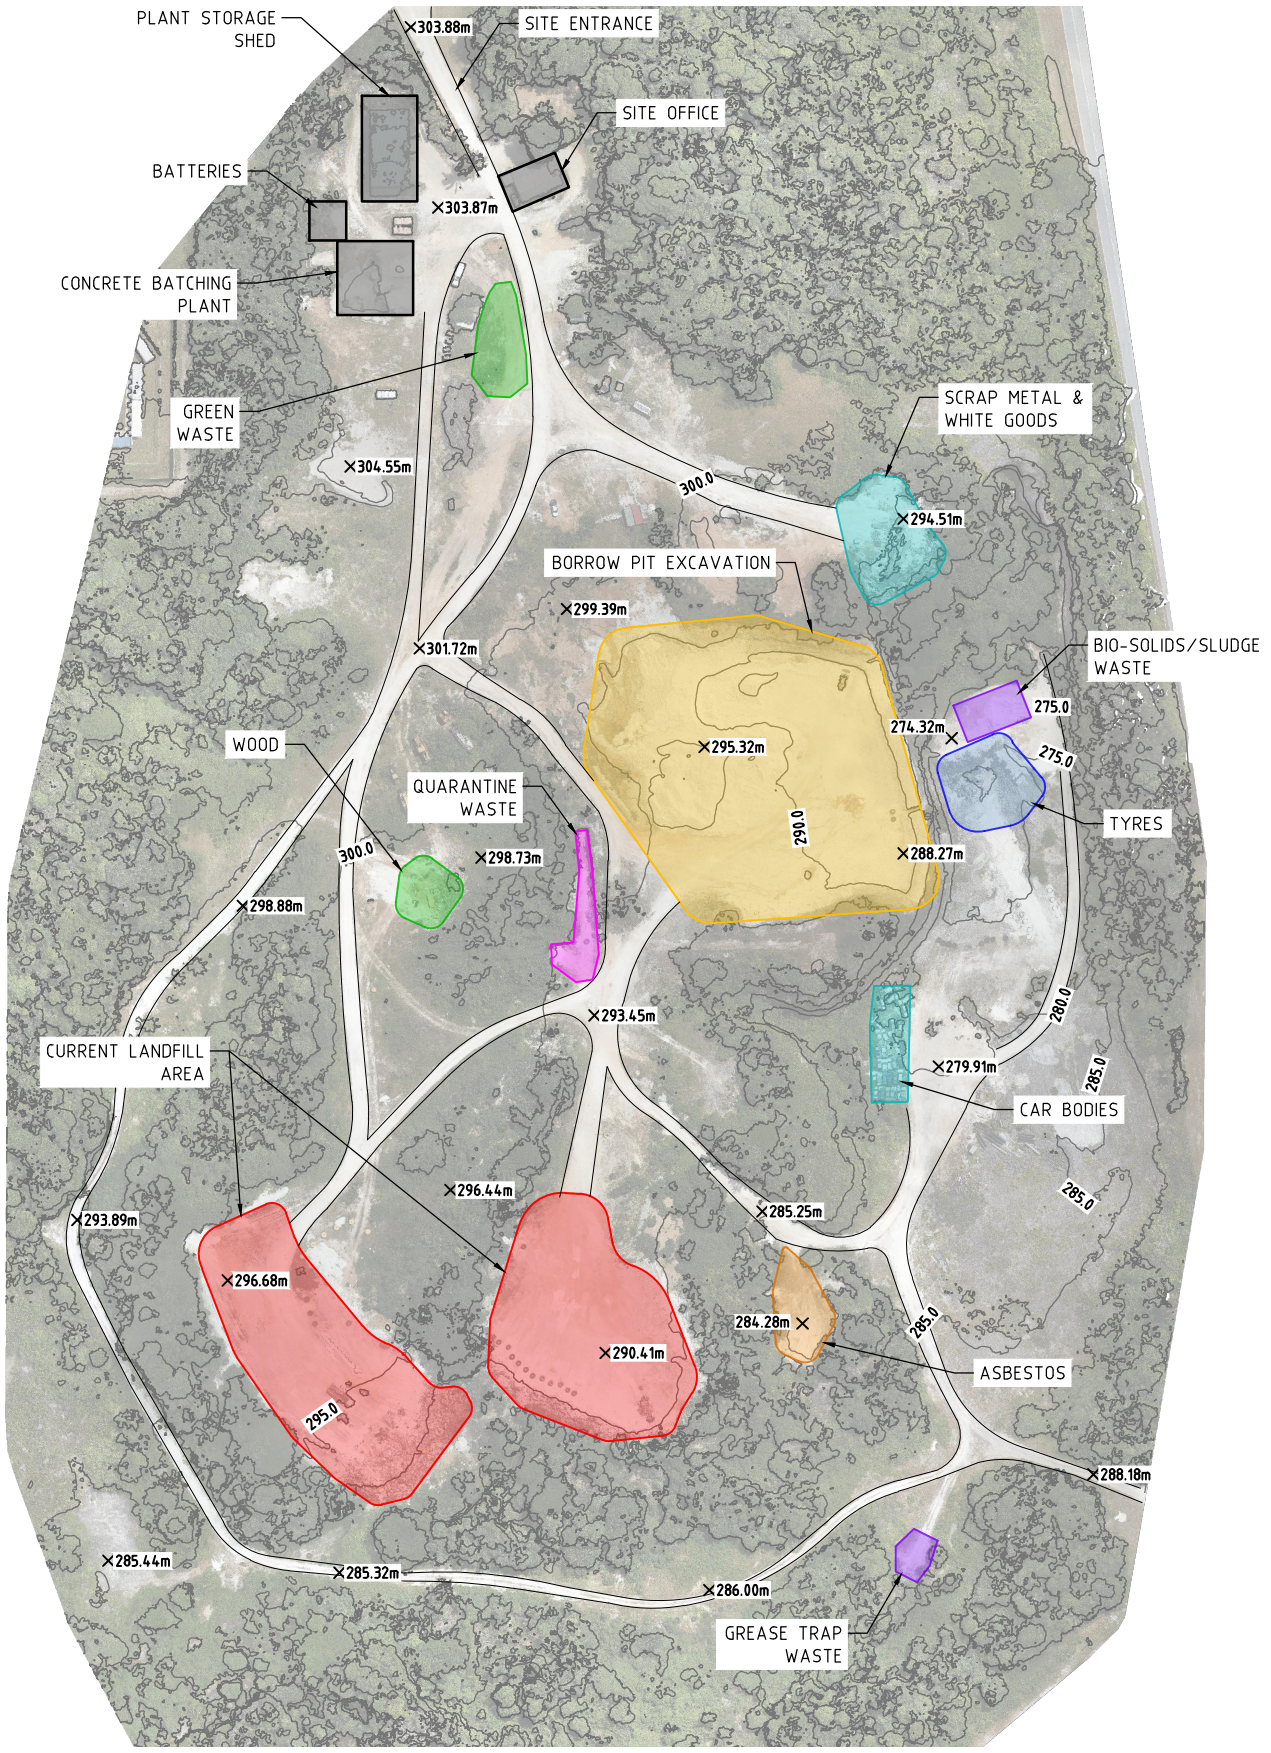 PLANT STORAGE
SHED
303.88m
SITE ENTRANCE
SITE OFFICE
BATTERIES
303.87m
CONCRETE BATCHING
PLANT
GREEN
WASTE
SCRAP METAL &
WHITE GOODS
304.55m
300.0
294.51m
BORROW PIT EXCAVATION
299.39m
301.72m
BIO-SOLIDS/SLUDGE
WASTE
275.0
274.32m
275.0
WOOD
295.32m
QUARANTINE
WASTE
TYRES
290.0
300.0
298.73m
288.27m
298.88m
280.0
293.45m
CURRENT LANDFILL
AREA
279.91m
285.0
CAR BODIES
296.44m
285.0
293.89m
285.25m
296.68m
284.28m
285.0
290.41m
ASBESTOS
295.0
288.18m
285.44m
285.32m
286.00m
GREASE TRAP
WASTE